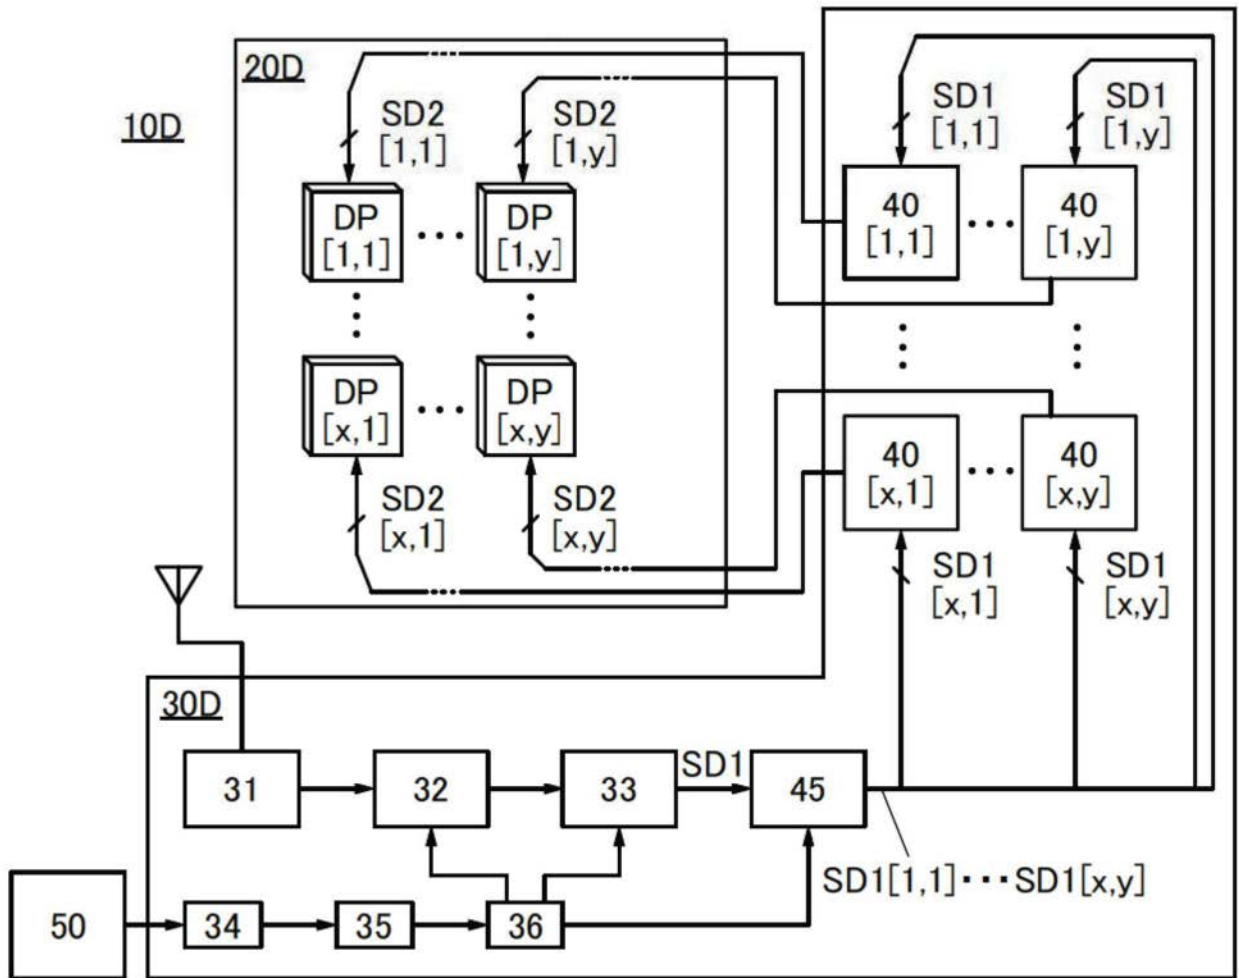 20D
10D
SD2
[1,1]
SD2
[1,y]
SD1
[1,1]
SD1
[1,y]
DP
[1,1]
DP
[1,y]
40
[1,1]
40
[1,y]
DP
[x,1]
DP
[x,y]
40
[x,1]
40
[x,y]
SD2
[x,1]
SD2
[x,y]
SD1
[x,1]
SD1
[x,y]
30D
31
32
33
SD1
45
SD1[1,1]･･･SD1[x,y]
50
34
35
36